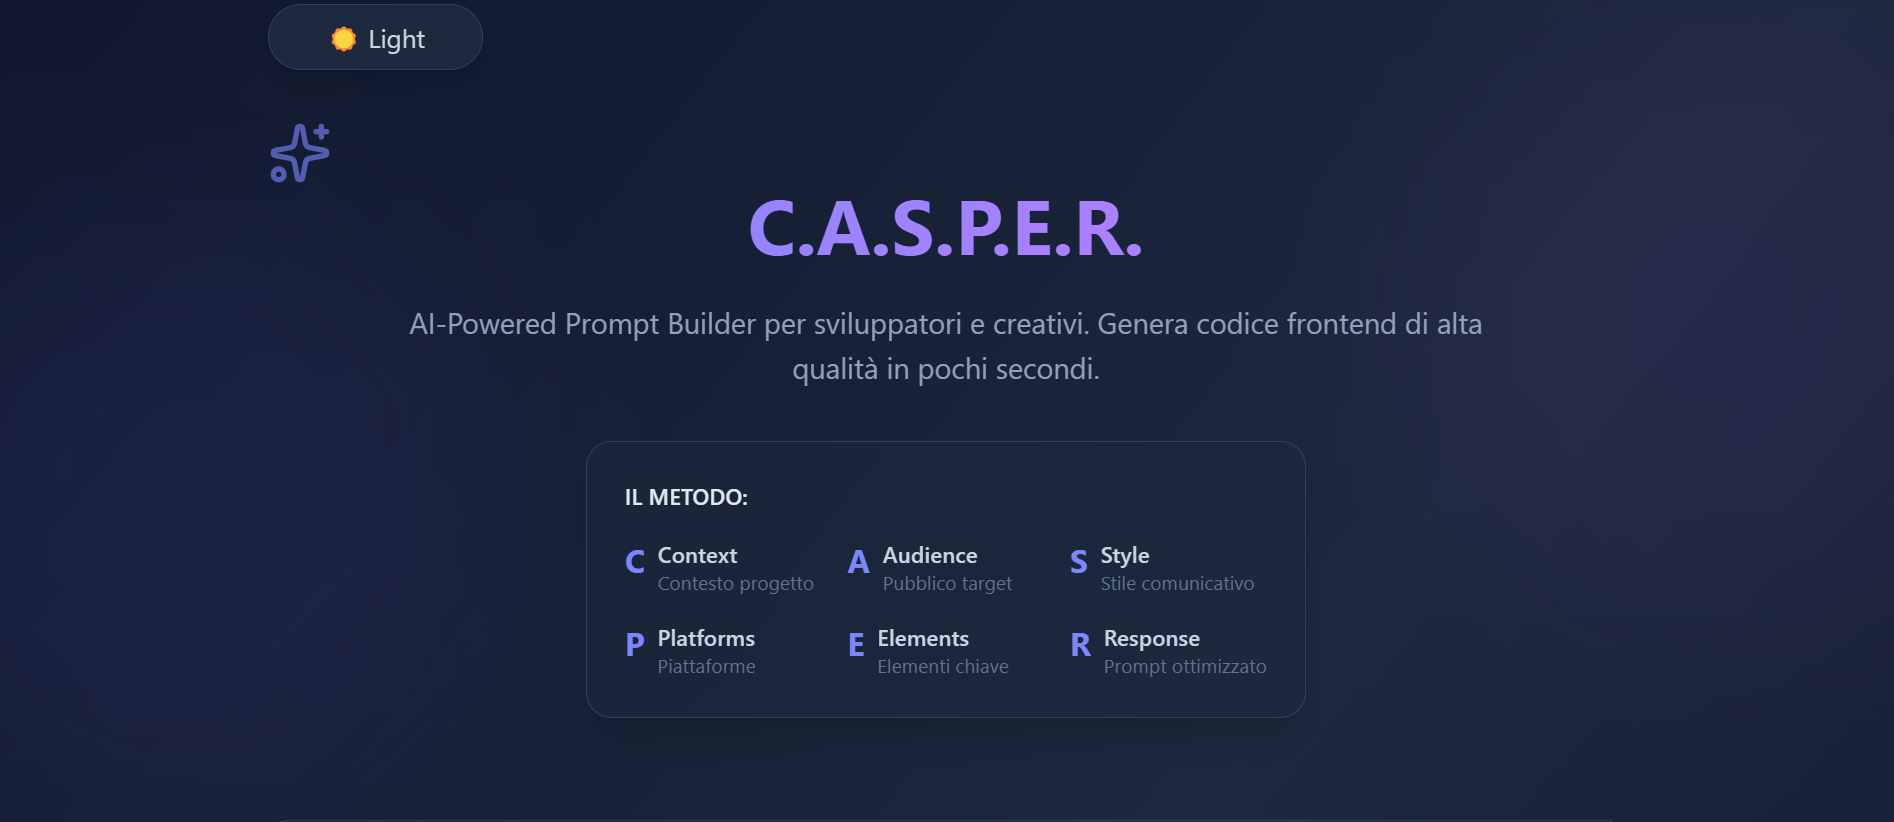 Light
C.A.S.P.E.R.
AI-Powered Prompt Builder per sviluppatori e creativi. Genera codice frontend di alta
qualità in pochi secondi.
IL METODO:
C Context
Contesto progetto
A Audience
Pubblico target
S Style
Stile comunicativo
P Platforms
Piattaforme
E Elements
Elementi chiave
R Response
Prompt ottimizzato